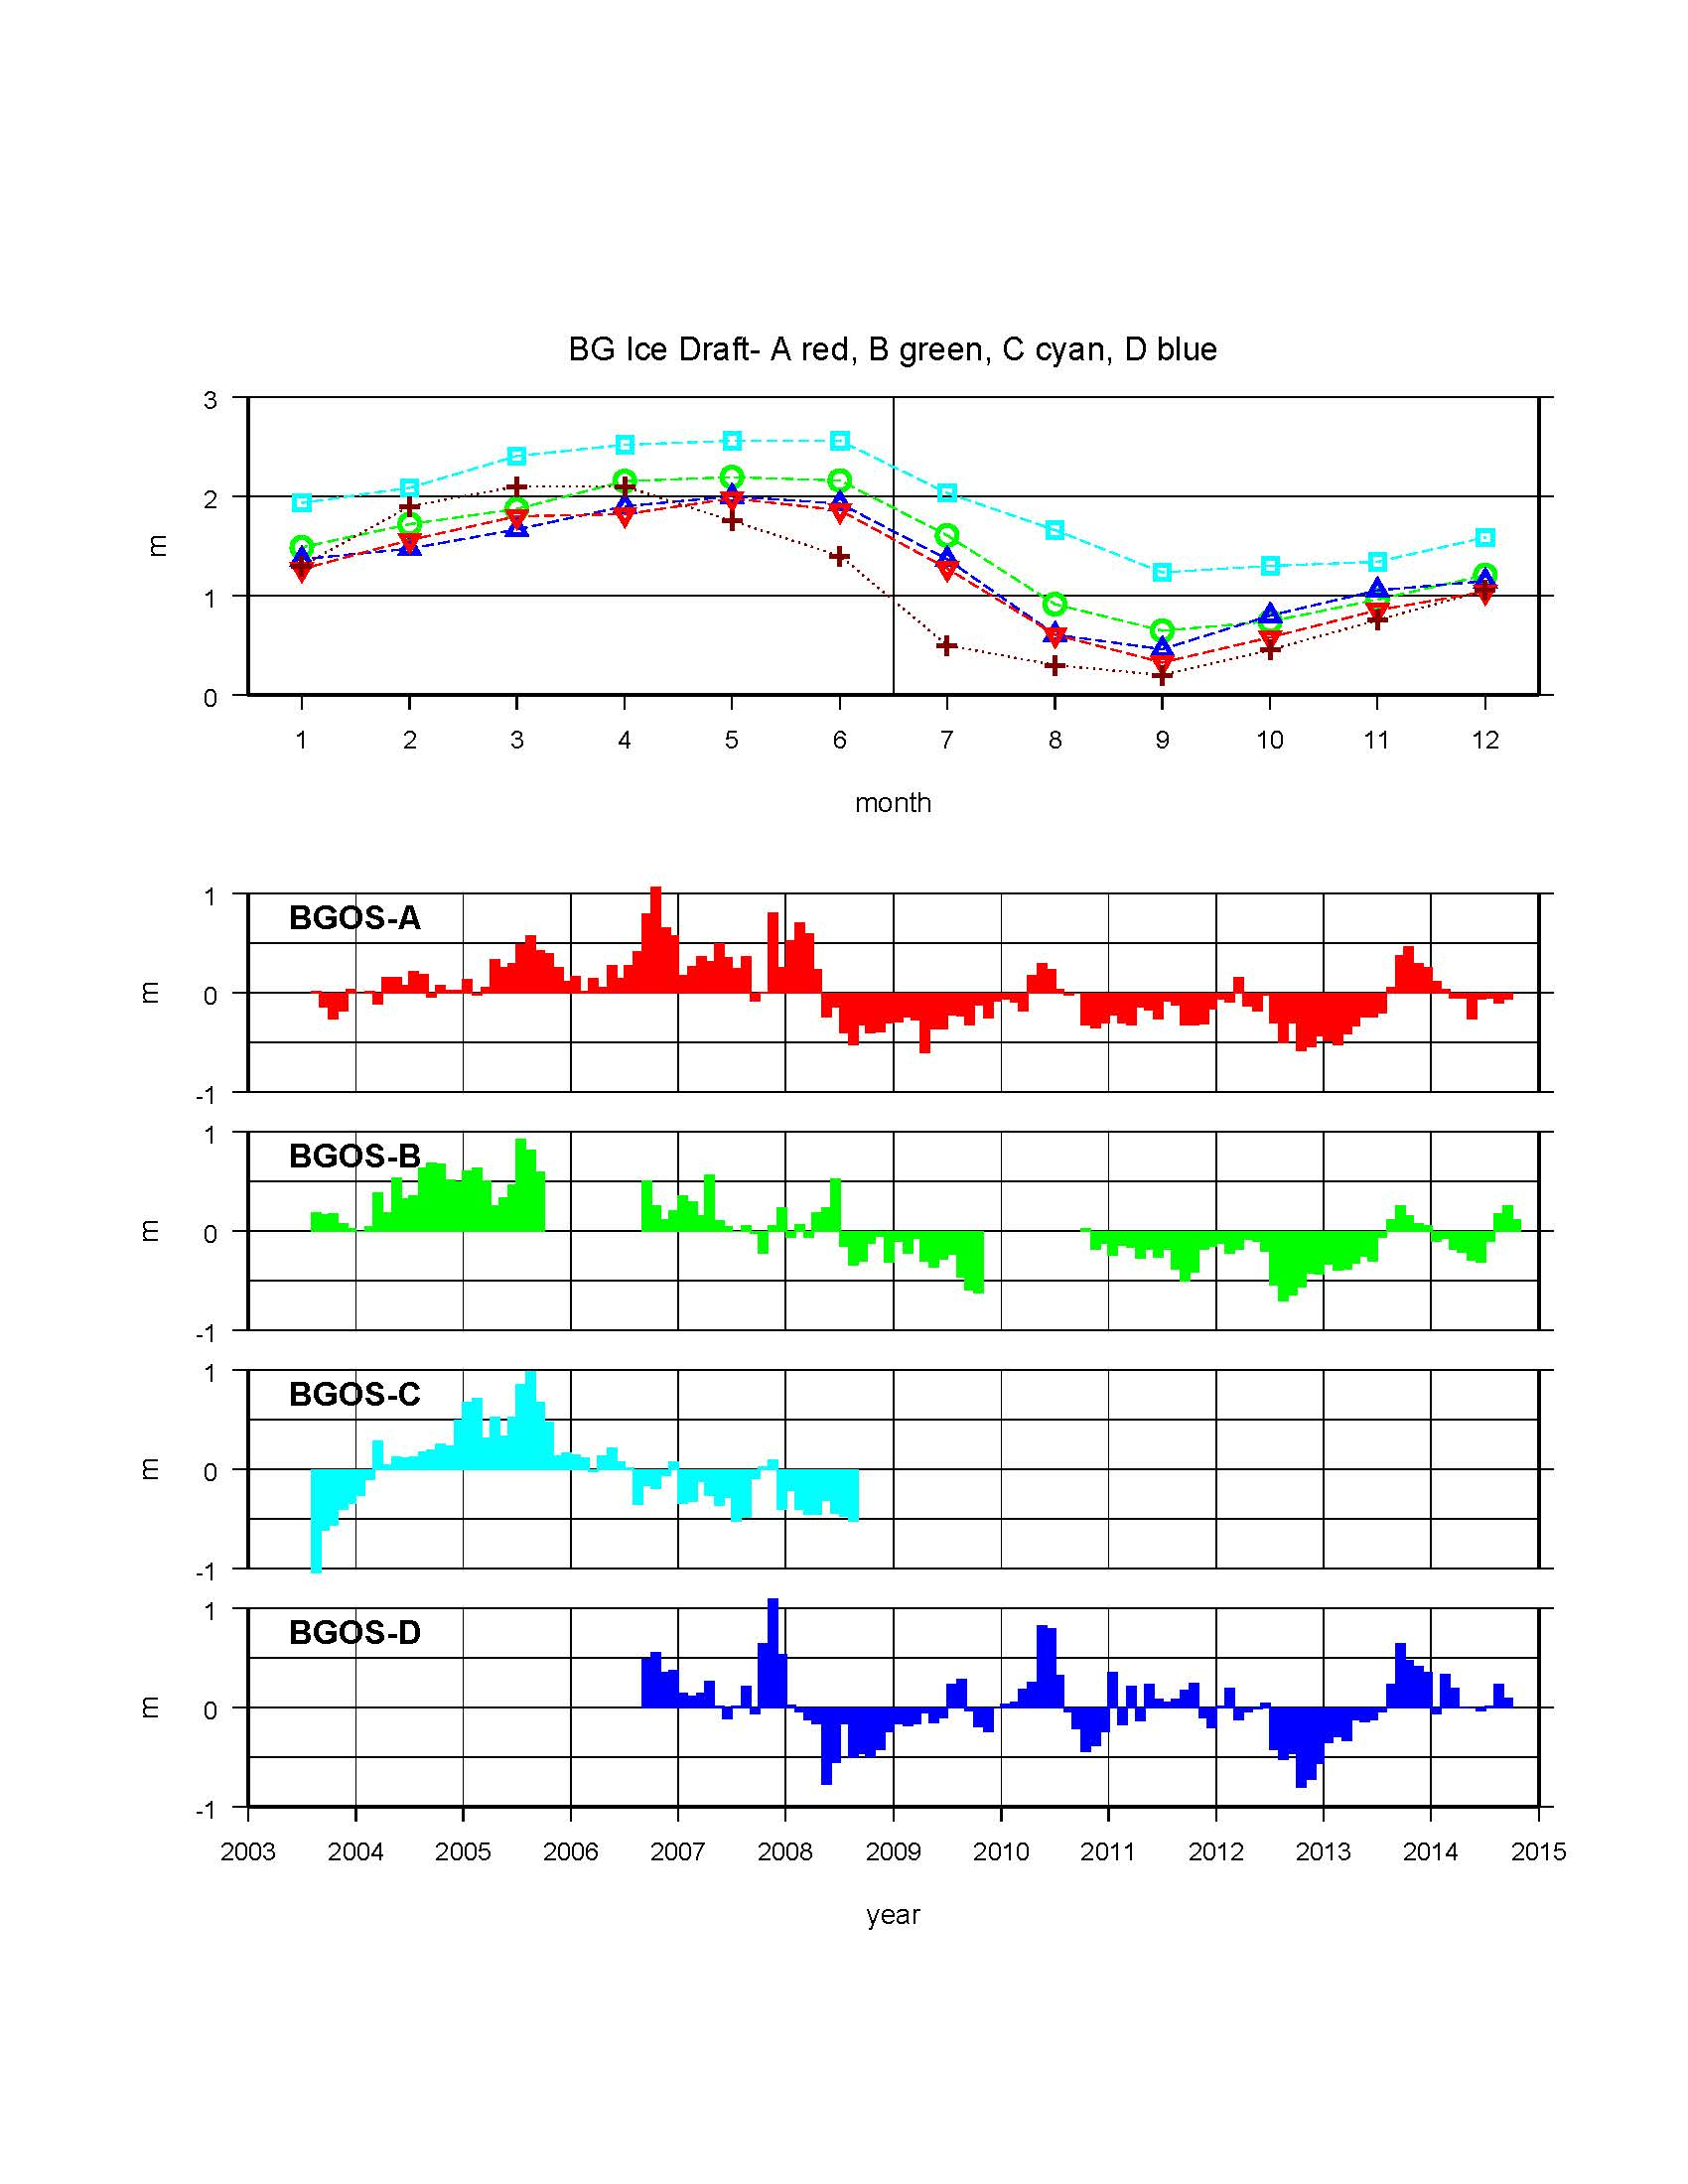 BG Ice Draft- A red, B green, C cyan, D blue
3
2
1
0
m
1 2 3 4 5 6 7 8 9 10 11 12
month
BGOS-A
1
0
-1
m
BGOS-B
1
0
-1
m
BGOS-C
1
0
-1
m
BGOS-D
1
0
-1
m
2003 2004 2005 2006 2007 2008 2009 2010 2011 2012 2013 2014 2015
year